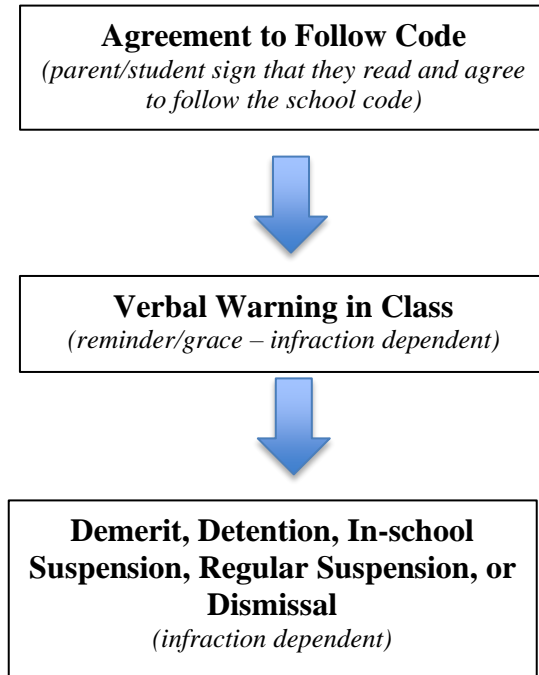 Agreement to Follow Code
(parent/student sign that they read and agree
to follow the school code)
Verbal Warning in Class
(reminder/grace – infraction dependent)
Demerit, Detention, In-school
Suspension, Regular Suspension, or
Dismissal
(infraction dependent)